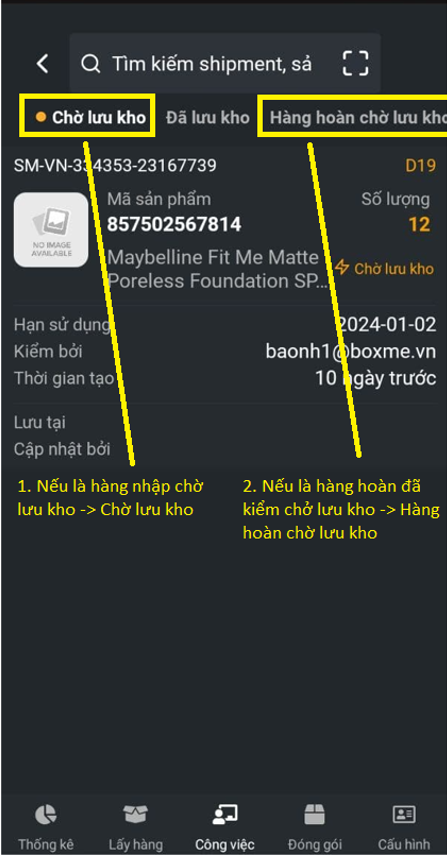 Tìm kiếm shipment, sả
Chờ lưu kho Đã lưu kho Hàng hoàn chờ lưu kho
SM-VN-334353-23167739 D19
Mã sản phẩm Số lượng
857502567814 12
NO IMAGE
AVAILABLE
Maybelline Fit Me Matte
Poreless Foundation SP... Chờ lưu kho
Hạn sử dụng 2024-01-02
Kiểm bởi baonh1@boxme.vn
Thời gian tạo 10 ngày trước
Lưu tại
Cập nhật bởi
1. Nếu là hàng nhập chờ
lưu kho -> Chờ lưu kho
2. Nếu là hàng hoàn đã
kiểm chở lưu kho -> Hàng
hoàn chờ lưu kho
Thống kê Lấy hàng Công việc Đóng gói Cấu hình